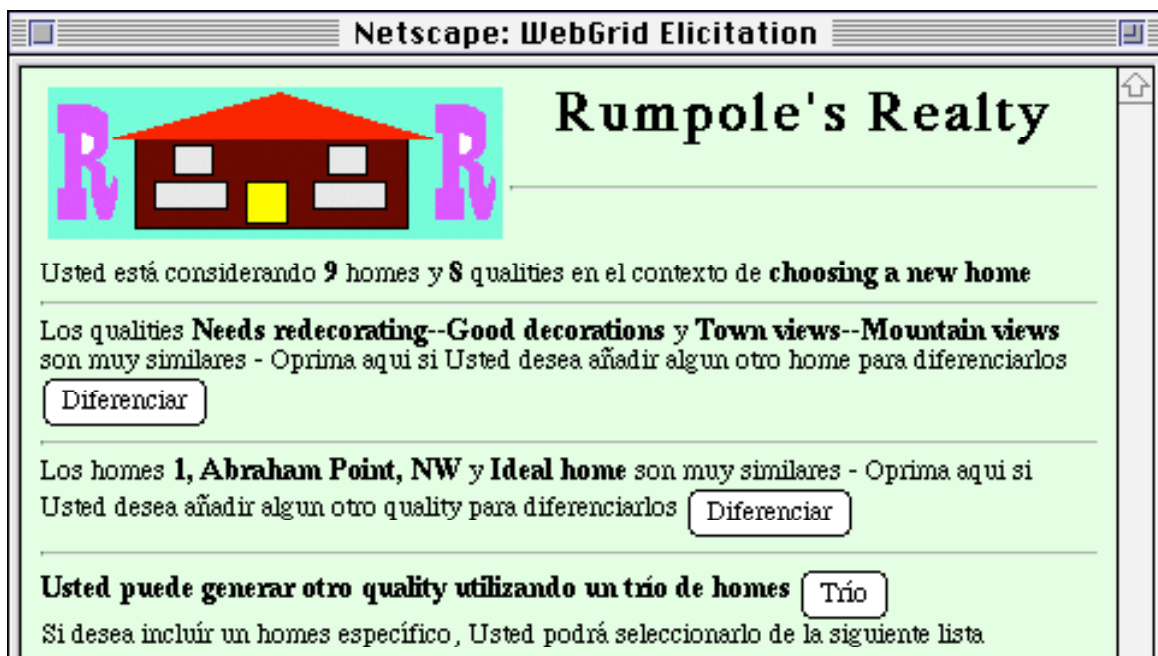 Netscape: WebGrid Elicitation
R R
Rumpole's Realty
Usted está considerando 9 homes y 8 qualities en el contexto de choosing a new home
Los qualities Needs redecorating--Good decorations y Town views--Mountain views
son muy similares - Oprima aqui si Usted desea añadir algun otro home para diferenciarlos
Diferenciar
Los homes 1, Abraham Point, NW y Ideal home son muy similares - Oprima aqui si
Usted desea añadir algun otro quality para diferenciarlos Diferenciar
Usted puede generar otro quality utilizando un trío de homes Trío
Si desea incluír un homes específico, Usted podrá seleccionarlo de la siguiente lista